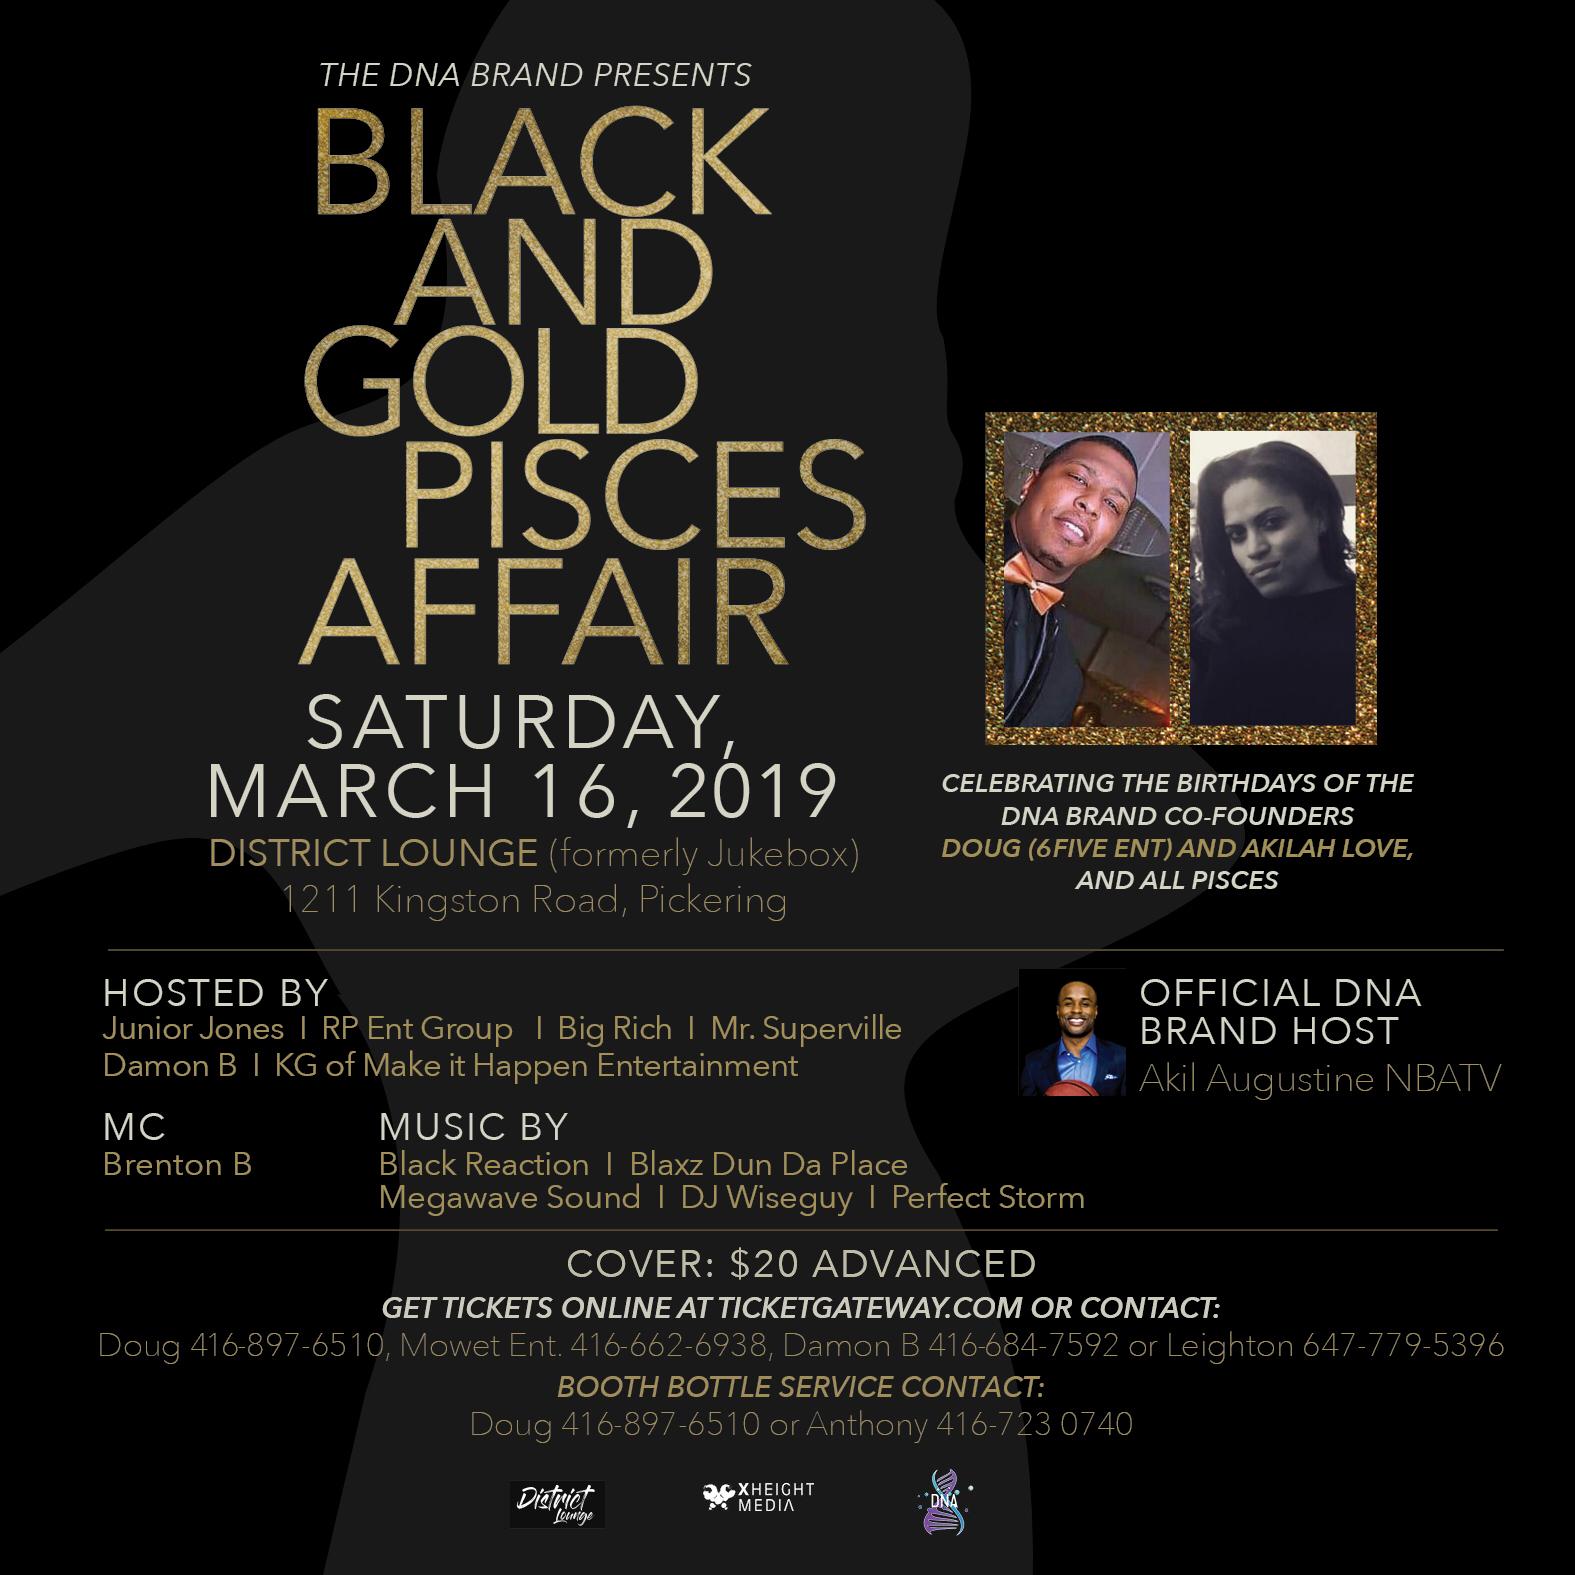 THE DNA BRAND PRESENTS
BLACK
AND
GOLD
PISCES
AFFAIR
SATURDAY,
MARCH 16, 2019
DISTRICT LOUNGE (formerly Jukebox)
1211 Kingston Road, Pickering
CELEBRATING THE BIRTHDAYS OF THE
DNA BRAND CO-FOUNDERS
DOUG (6FIVE ENT) AND AKILAH LOVE,
AND ALL PISCES
HOSTED BY
Junior Jones I RP Ent Group I Big Rich I Mr. Superville
Damon B I KG of Make it Happen Entertainment
OFFICIAL DNA
BRAND HOST
Akil Augustine NBATV
MC
Brenton B
MUSIC BY
Black Reaction I Blaxz Dun Da Place
Megawave Sound I DJ Wiseguy I Perfect Storm
COVER: $20 ADVANCED
GET TICKETS ONLINE AT TICKETGATEWAY.COM OR CONTACT:
Doug 416-897-6510, Mowet Ent. 416-662-6938, Damon B 416-684-7592 or Leighton 647-779-5396
BOOTH BOTTLE SERVICE CONTACT:
Doug 416-897-6510 or Anthony 416-723 0740
District
Lounge
XHEIGHT
MEDIA
DNA